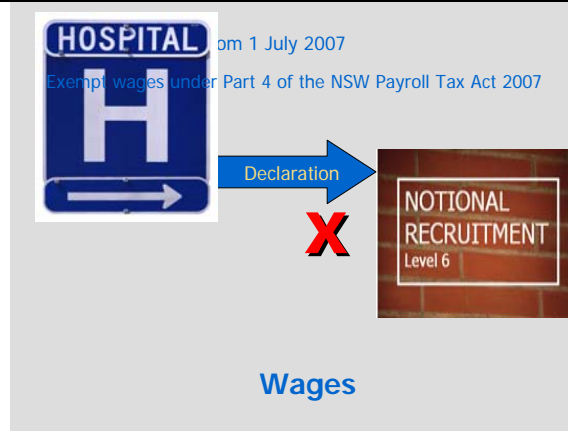 HOSPITAL
om 1 July 2007
Exempt wages under Part 4 of the NSW Payroll Tax Act 2007
H
Declaration
X
NOTIONAL
RECRUITMENT
Level 6
Wages